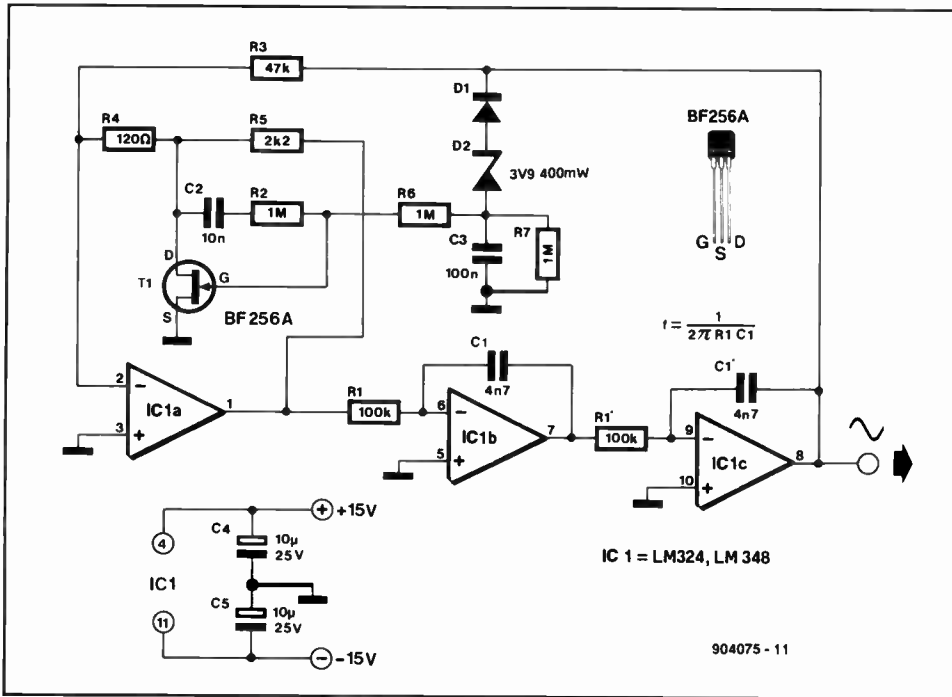 R3
47k
R4
120Ω
R5
2k2
C2
10n
R2
1M
R6
1M
D1
D2
3V9 400mW
C3
100n
R7
1M
BF256A
G
S
D
D
T1
G
S
BF256A
f = 1 / 2π R1 C1
2
3
IC1a
1
R1
100k
C1
4n7
6
5
IC1b
7
R1'
100k
C1'
4n7
9
10
IC1c
8
−
+
−
+
−
+
IC 1 = LM324, LM 348
4
IC1
11
C4
10µ
25V
C5
10µ
25V
+ +15V
− -15V
904075 - 11